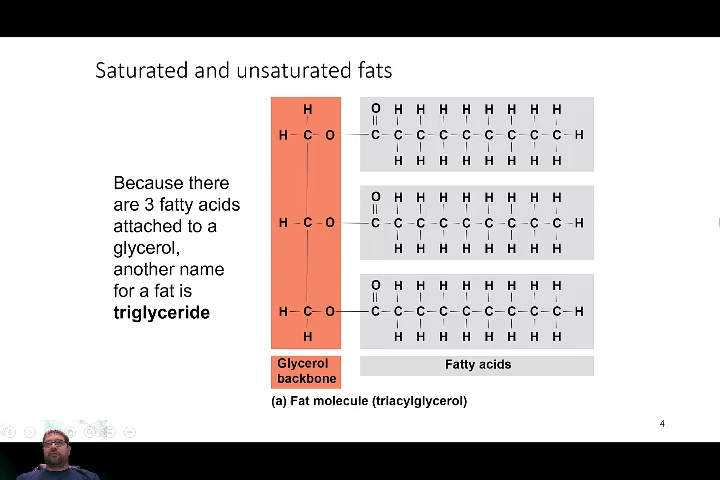 Saturated and unsaturated fats
Because there
are 3 fatty acids
attached to a
glycerol,
another name
for a fat is
triglyceride
H
H C O
H C O
H C O
H
O H H H H H H H H
C C C C C C C C C H
H H H H H H H H
O H H H H H H H H
C C C C C C C C C H
H H H H H H H H
O H H H H H H H H
C C C C C C C C C H
H H H H H H H H
Glycerol
backbone
Fatty acids
(a) Fat molecule (triacylglycerol)
4